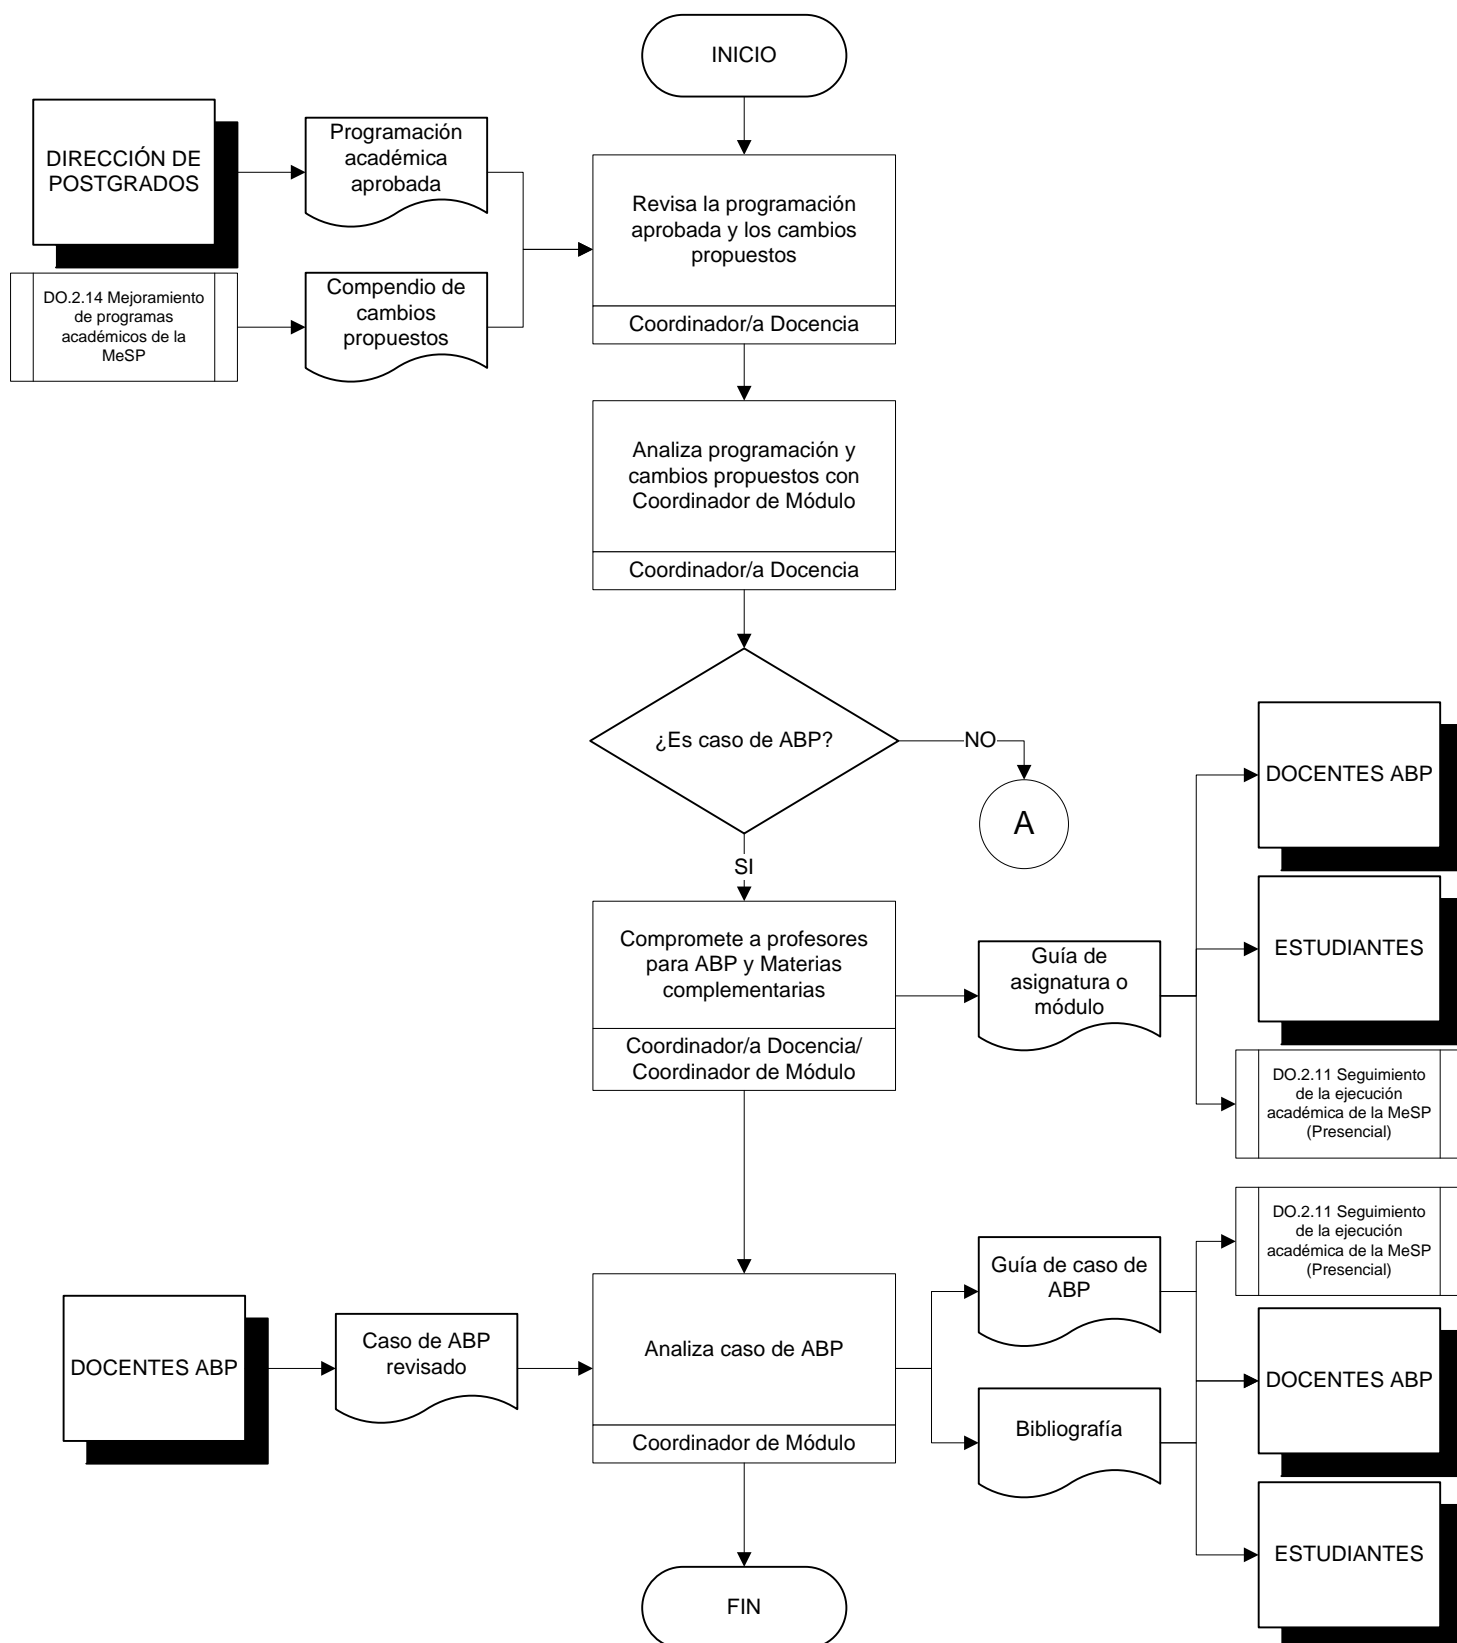 INICIO
DIRECCIÓN DE
POSTGRADOS
Programación
académica
aprobada
Revisa la programación
aprobada y los cambios
propuestos
Coordinador/a Docencia
DO.2.14 Mejoramiento
de programas
académicos de la
MeSP
Compendio de
cambios
propuestos
Analiza programación y
cambios propuestos con
Coordinador de Módulo
Coordinador/a Docencia
¿Es caso de ABP?
NO
A
SI
Compromete a profesores
para ABP y Materias
complementarias
Coordinador/a Docencia/
Coordinador de Módulo
Guía de
asignatura o
módulo
DOCENTES ABP
ESTUDIANTES
DO.2.11 Seguimiento
de la ejecución
académica de la MeSP
(Presencial)
DOCENTES ABP
Caso de ABP
revisado
Analiza caso de ABP
Coordinador de Módulo
Guía de caso de
ABP
Bibliografía
DO.2.11 Seguimiento
de la ejecución
académica de la MeSP
(Presencial)
DOCENTES ABP
ESTUDIANTES
FIN